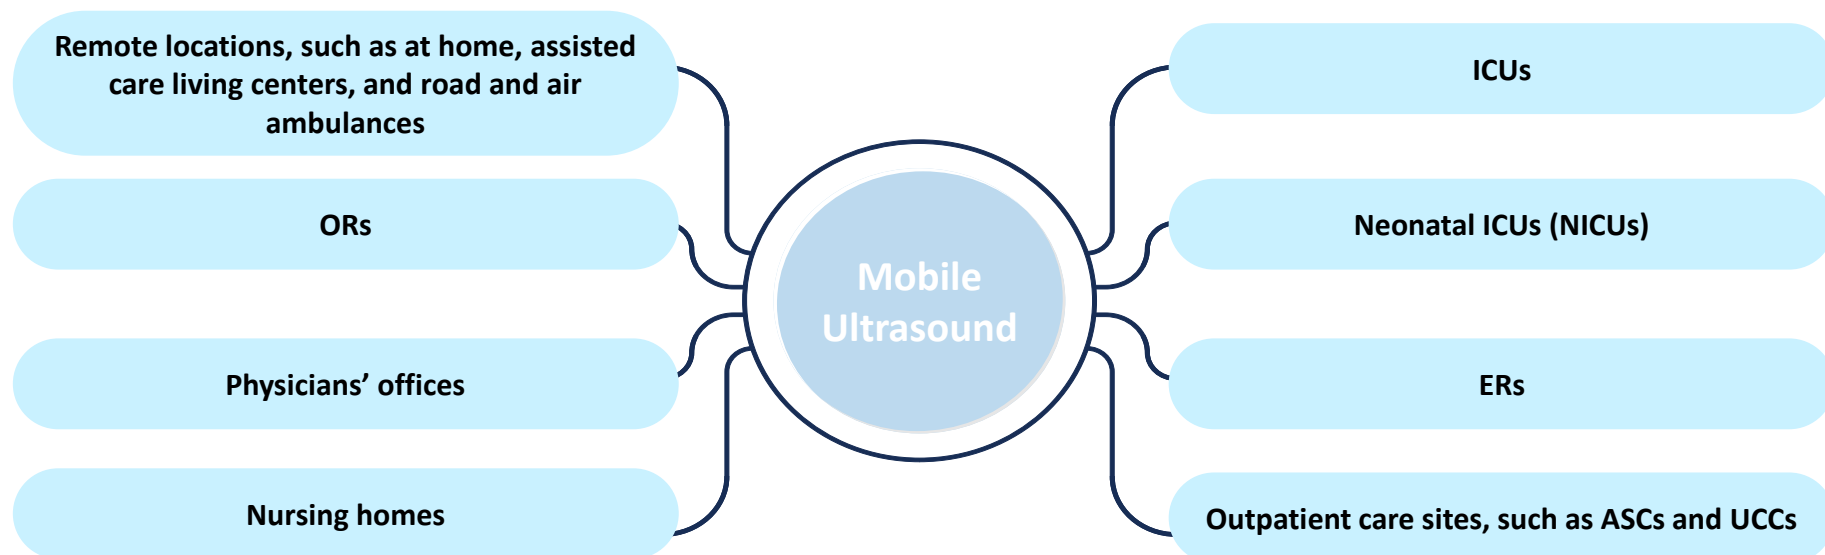 Remote locations, such as at home, assisted
care living centers, and road and air
ambulances
ORs
Physicians’ offices
Nursing homes
Mobile
Ultrasound
ICUs
Neonatal ICUs (NICUs)
ERs
Outpatient care sites, such as ASCs and UCCs